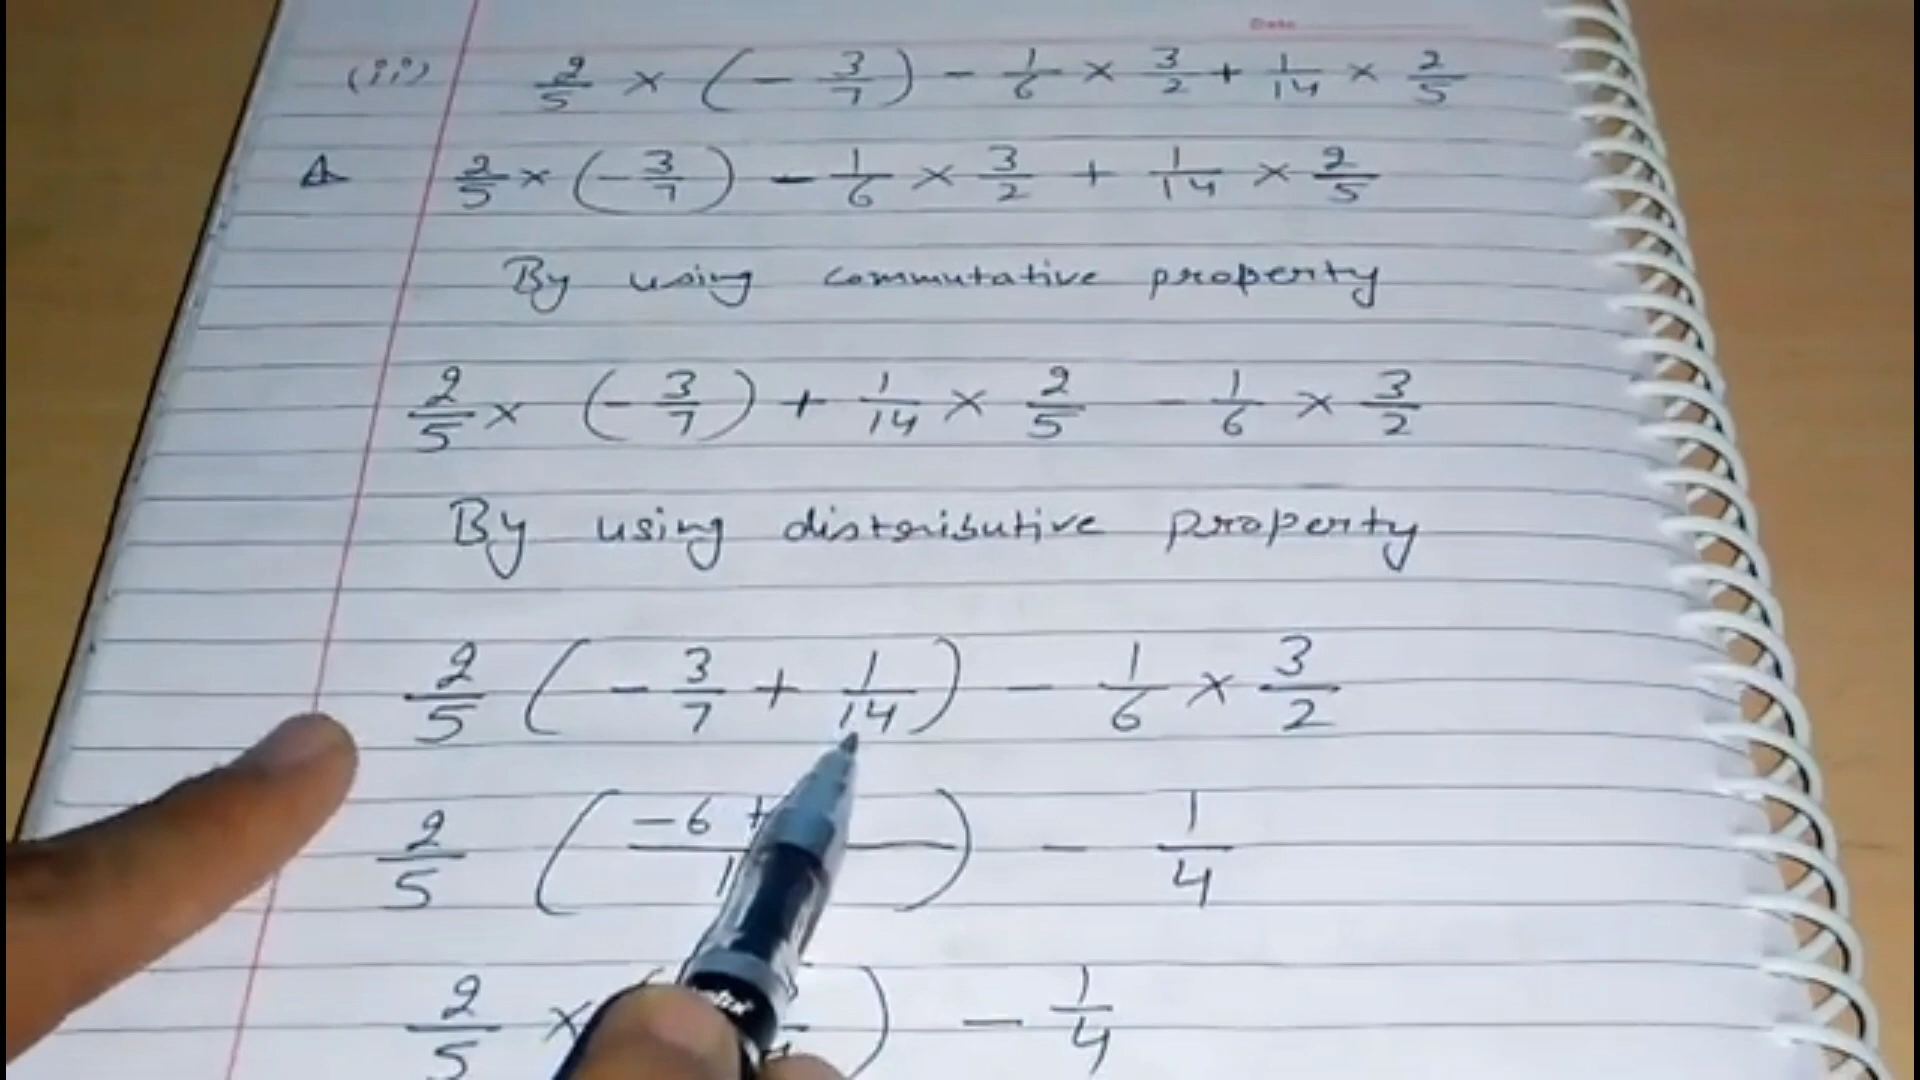 Date
(ii) 2/5 × (- 3/7) - 1/6 × 3/2 + 1/14 × 2/5
A 2/5 × (- 3/7) - 1/6 × 3/2 + 1/14 × 2/5
By using commutative property
2/5 × (- 3/7) + 1/14 × 2/5 - 1/6 × 3/2
By using distributive property
2/5 (- 3/7 + 1/14) - 1/6 × 3/2
2/5 (-6 + / 1 ) - 1/4
2/5 × ( ) - 1/4